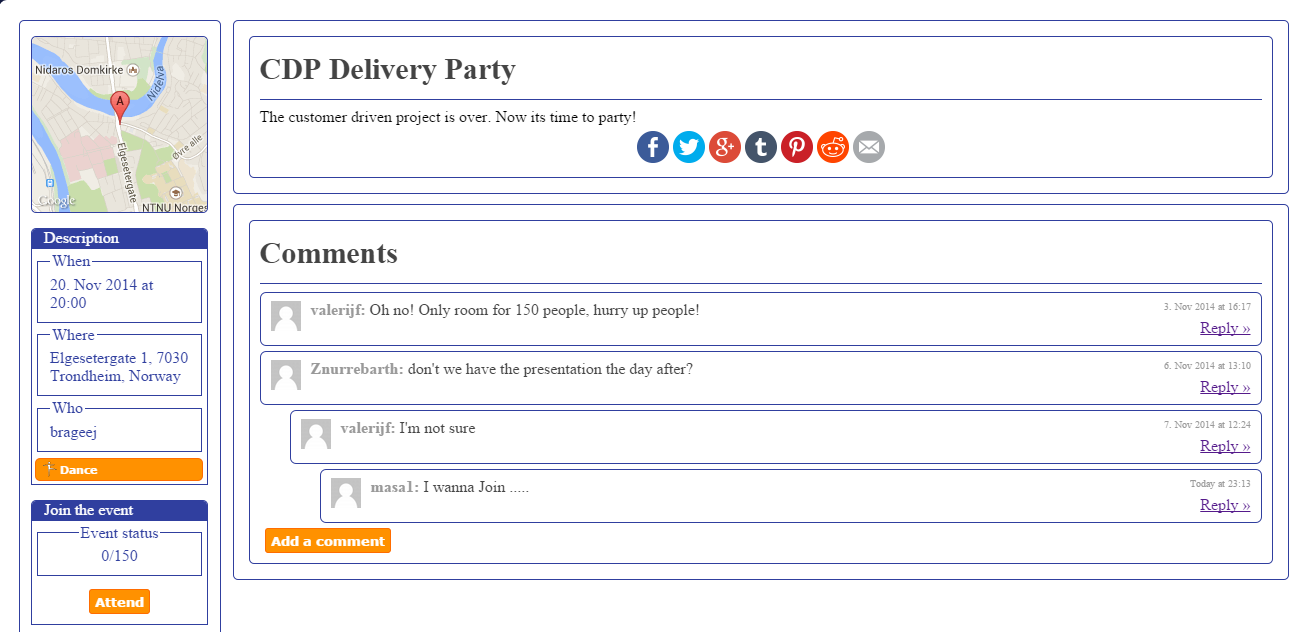 Nidaros Domkirke
Nidelva
A
Elgesetergate
Øvre alle
Google
NTNU Norges
Description
When
20. Nov 2014 at
20:00
Where
Elgesetergate 1, 7030
Trondheim, Norway
Who
brageej
Dance
Join the event
Event status
0/150
Attend
CDP Delivery Party
The customer driven project is over. Now its time to party!
Comments
valerijf: Oh no! Only room for 150 people, hurry up people! 3. Nov 2014 at 16:17
Reply »
Znurrebarth: don't we have the presentation the day after? 6. Nov 2014 at 13:10
Reply »
valerijf: I'm not sure 7. Nov 2014 at 12:24
Reply »
masa1: I wanna Join ..... Today at 23:13
Reply »
Add a comment